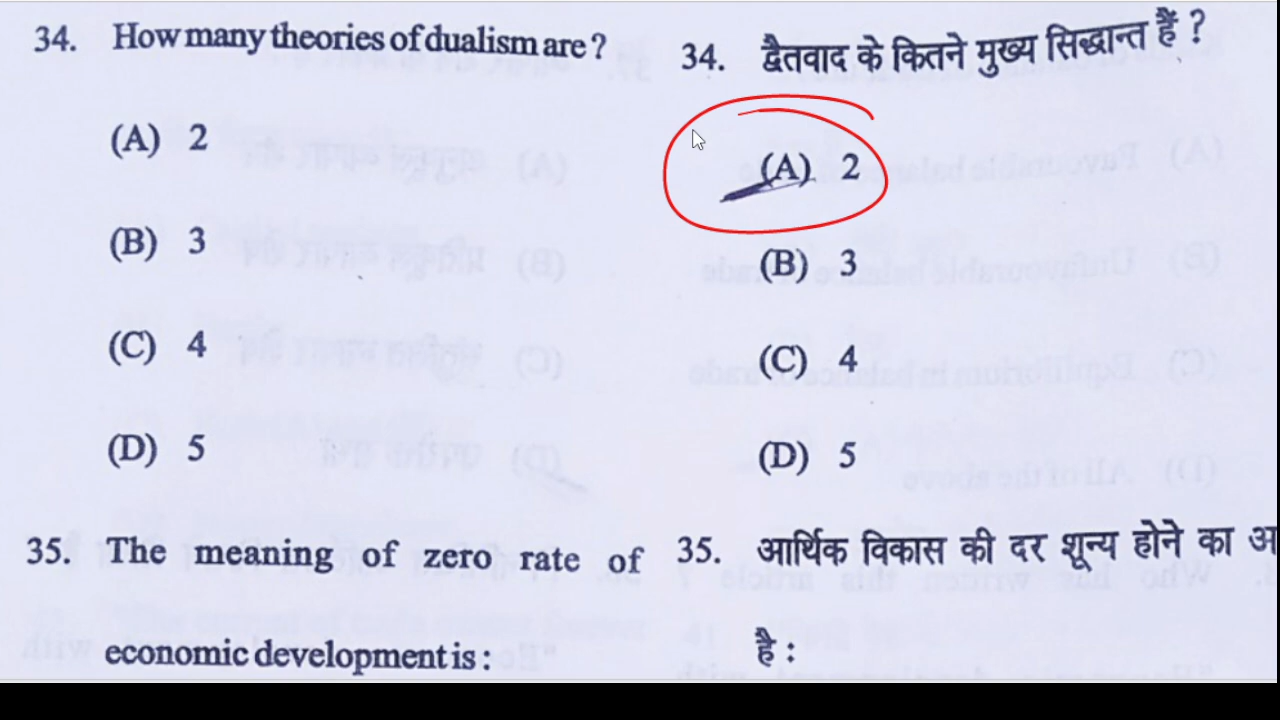 34. How many theories of dualism are ?
(A) 2
(B) 3
(C) 4
(D) 5
35. The meaning of zero rate of
economic development is :
34. द्वैतवाद के कितने मुख्य सिद्धान्त हैं ?
(A) 2
(B) 3
(C) 4
(D) 5
35. आर्थिक विकास की दर शून्य होने का अ
है :